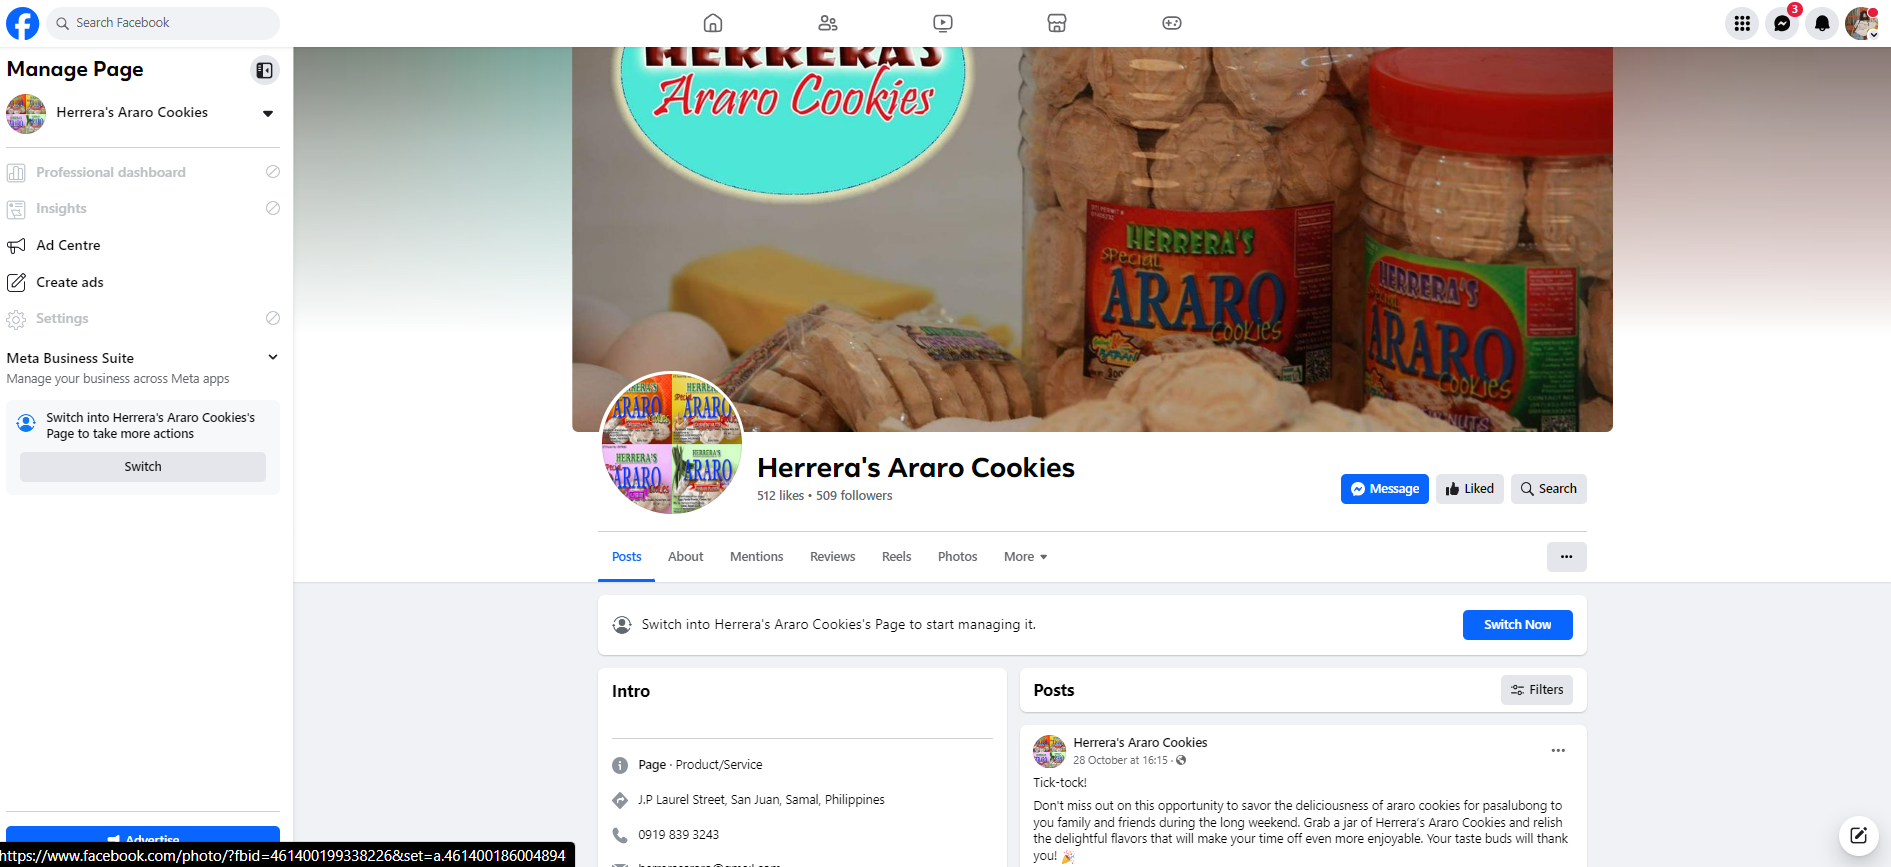 Search Facebook
3
Manage Page
Herrera's Araro Cookies
Professional dashboard
Insights
Ad Centre
Create ads
Settings
Meta Business Suite
Manage your business across Meta apps
Switch into Herrera's Araro Cookies's
Page to take more actions
Switch
Advertise
https://www.facebook.com/photo/?fbid=461400199338226&set=a.461400186004894
HERRERA'S
Araro Cookies
HERRERA'S
SPECIAL
ARARO
COOKIES
HERRERA'S
ARARO
COOKIES
HERRERA'S
ARARO
ARARO
HERRERA'S
ARARO
HERRERA'S
ARARO
Herrera's Araro Cookies
512 likes • 509 followers
Message
Liked
Search
Posts
About
Mentions
Reviews
Reels
Photos
More
Switch into Herrera's Araro Cookies's Page to start managing it.
Switch Now
Intro
Page · Product/Service
J.P Laurel Street, San Juan, Samal, Philippines
0919 839 3243
Posts
Filters
Herrera's Araro Cookies
28 October at 16:15 ·
Tick-tock!
Don't miss out on this opportunity to savor the deliciousness of araro cookies for pasalubong to
you family and friends during the long weekend. Grab a jar of Herrera's Araro Cookies and relish
the delightful flavors that will make your time off even more enjoyable. Your taste buds will thank
you! 🎉